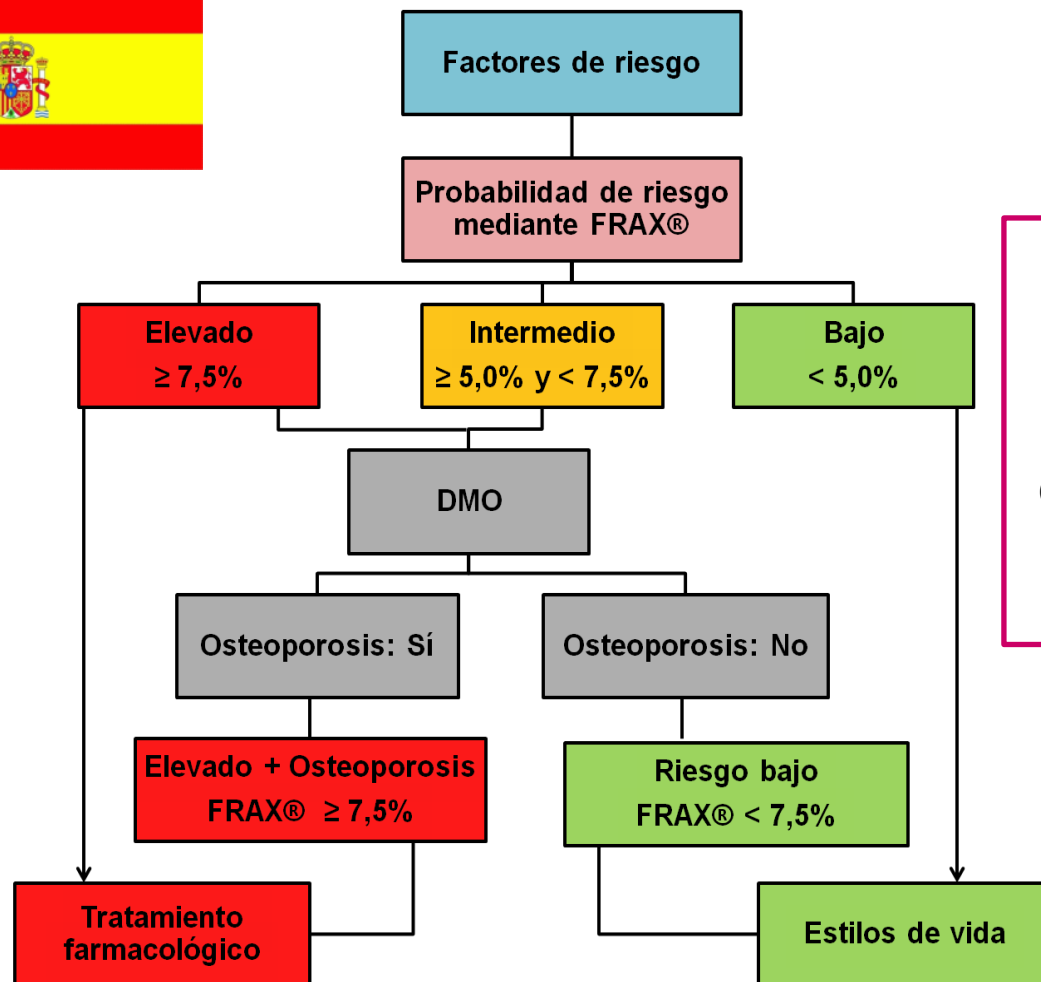 Factores de riesgo
Probabilidad de riesgo
mediante FRAX®
Elevado
≥ 7,5%
Intermedio
≥ 5,0% y < 7,5%
Bajo
< 5,0%
DMO
Osteoporosis: Sí
Osteoporosis: No
Elevado + Osteoporosis
FRAX® ≥ 7,5%
Riesgo bajo
FRAX® < 7,5%
Tratamiento
farmacológico
Estilos de vida